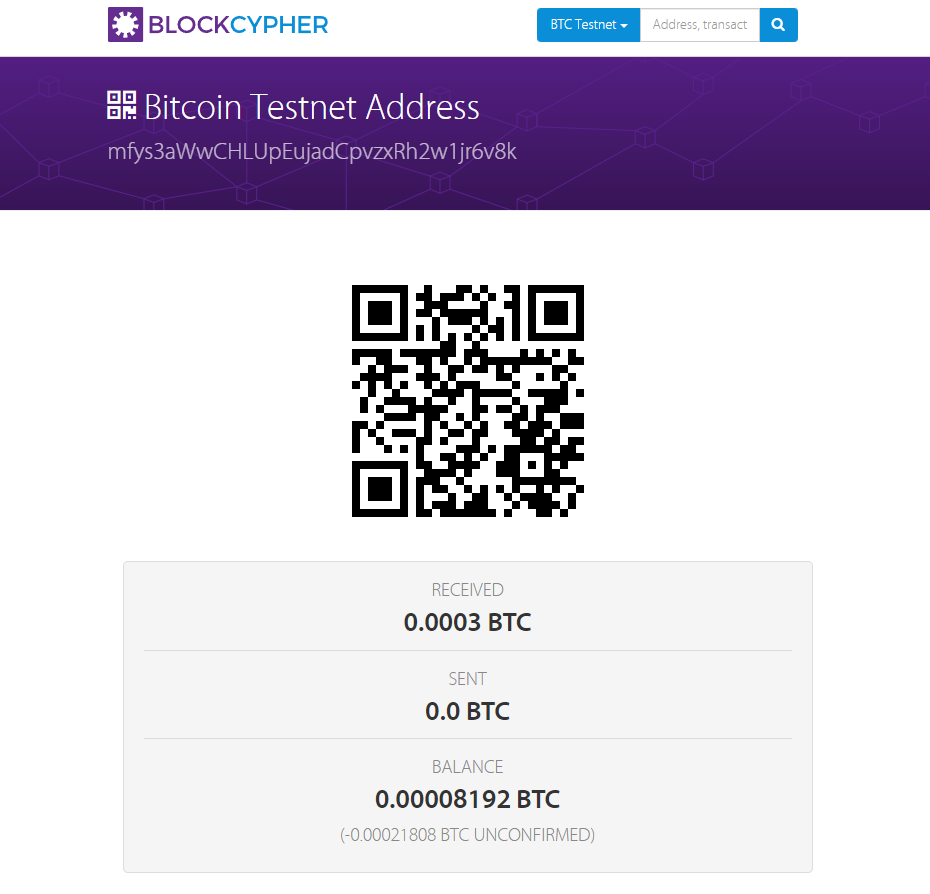 BLOCKCYPHER
BTC Testnet
Address, transact
Bitcoin Testnet Address
mfys3aWwCHLUpEujadCpvzxRh2w1jr6v8k
RECEIVED
0.0003 BTC
SENT
0.0 BTC
BALANCE
0.00008192 BTC
(-0.00021808 BTC UNCONFIRMED)